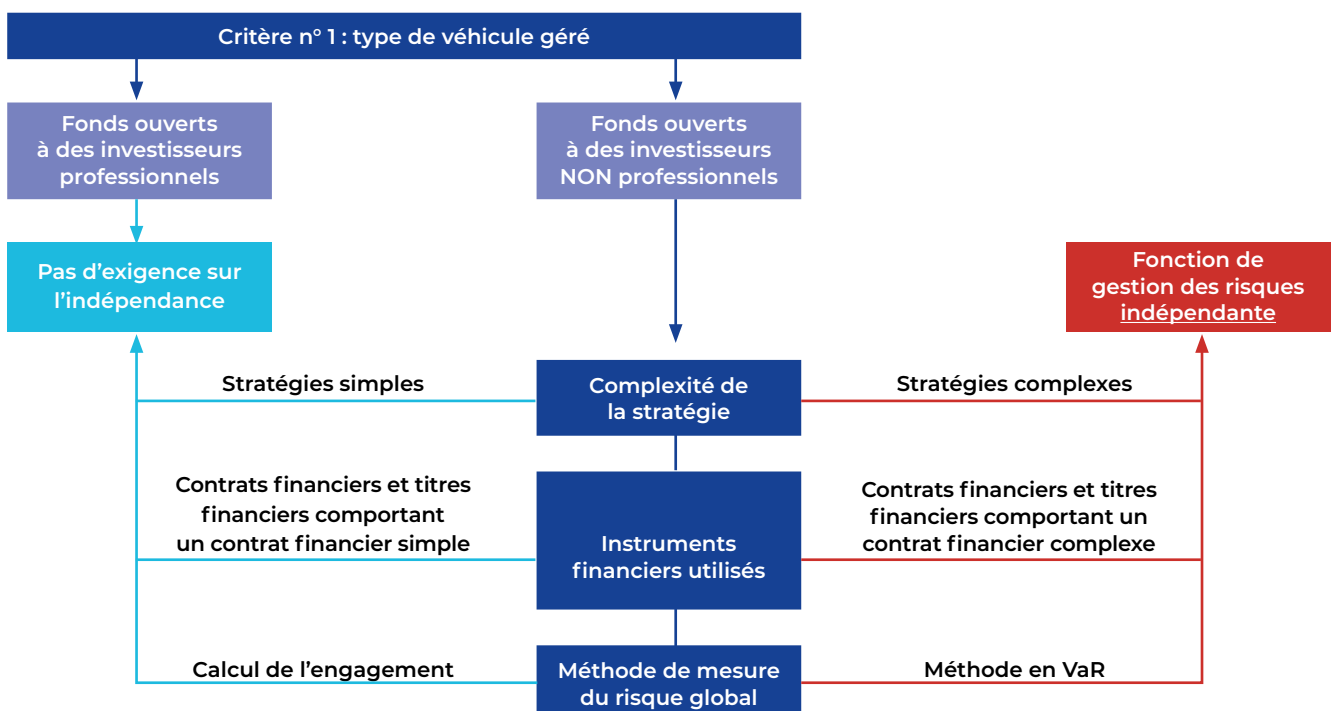 Critère n° 1 : type de véhicule géré
Fonds ouverts
à des investisseurs
professionnels
Fonds ouverts
à des investisseurs
NON professionnels
Pas d’exigence sur
l’indépendance
Fonction de
gestion des risques
indépendante
Stratégies simples
Complexité de
la stratégie
Stratégies complexes
Contrats financiers et titres
financiers comportant
un contrat financier simple
Instruments
financiers utilisés
Contrats financiers et titres
financiers comportant un
contrat financier complexe
Calcul de l’engagement
Méthode de mesure
du risque global
Méthode en VaR